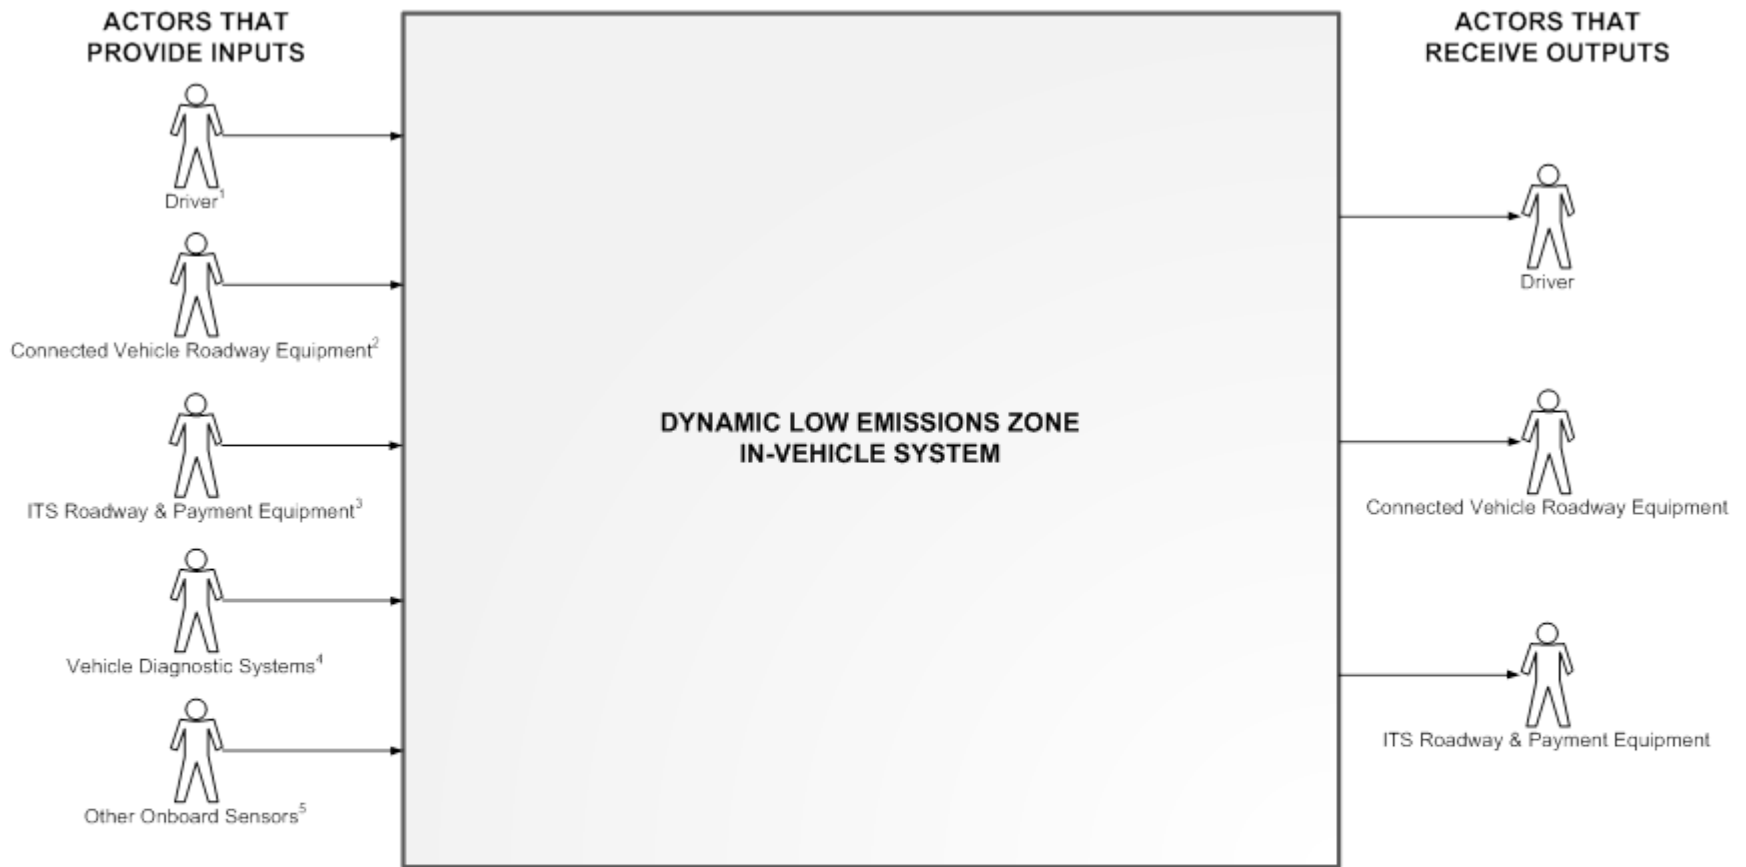 ACTORS THAT
PROVIDE INPUTS
Driver¹
Connected Vehicle Roadway Equipment²
ITS Roadway & Payment Equipment³
Vehicle Diagnostic Systems⁴
Other Onboard Sensors⁵
DYNAMIC LOW EMISSIONS ZONE
IN-VEHICLE SYSTEM
ACTORS THAT
RECEIVE OUTPUTS
Driver
Connected Vehicle Roadway Equipment
ITS Roadway & Payment Equipment